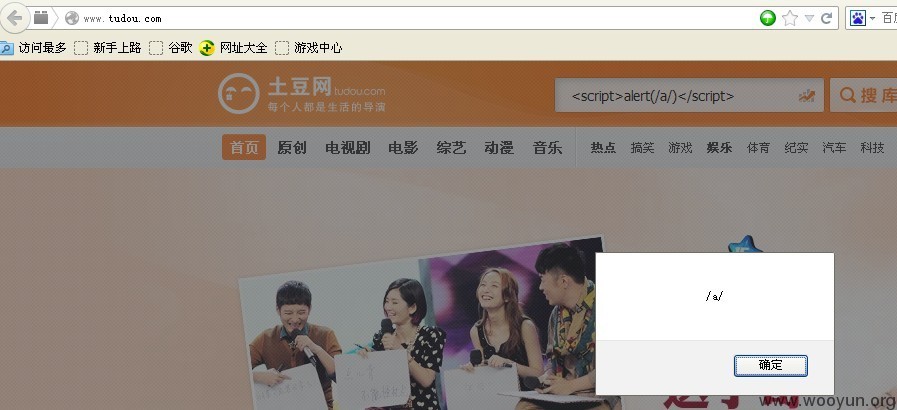 www.tudou.com
百度
访问最多 新手上路 谷歌 网址大全 游戏中心
土豆网 tudou.com
每个人都是生活的导演
<script>alert(/a/)</script>
搜库
首页 原创 电视剧 电影 综艺 动漫 音乐 热点 搞笑 游戏 娱乐 体育 纪实 汽车 科技
/a/
确定
www.wooyun.org